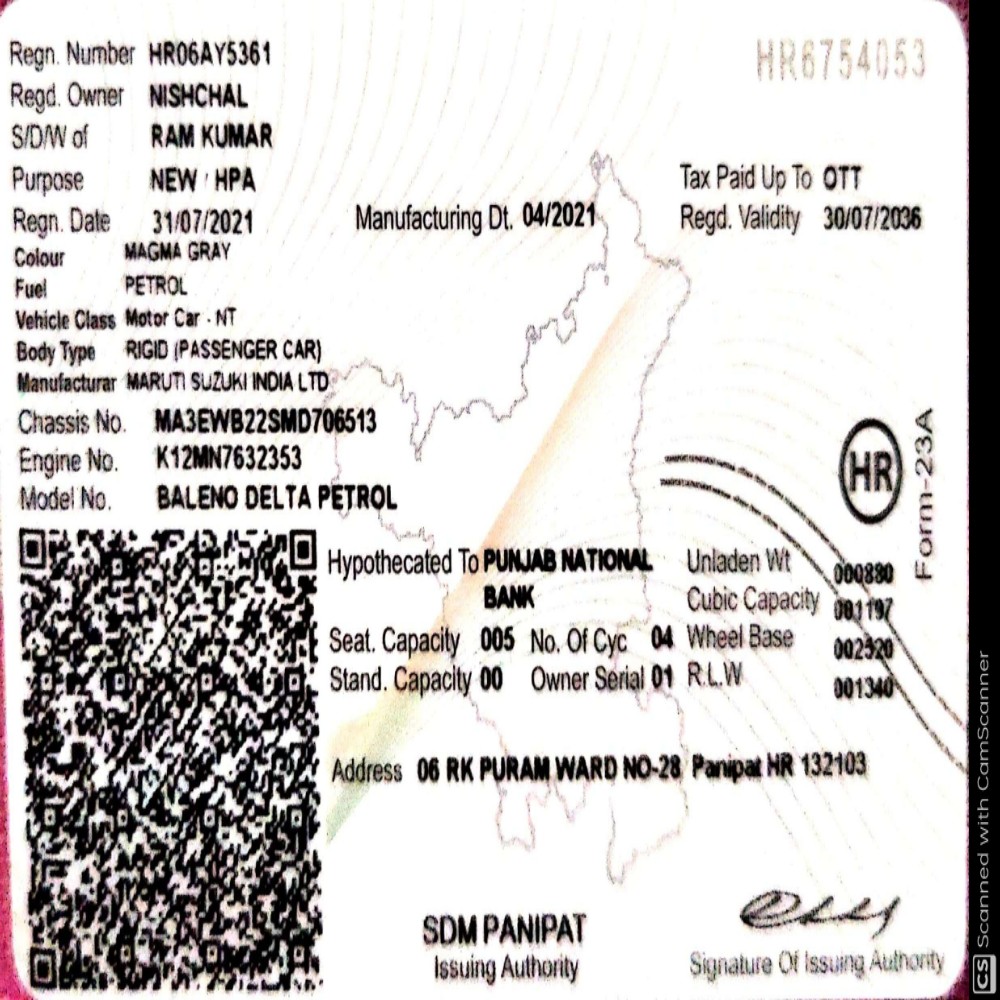 Regn. Number HR06AY5361
HR6754053
Regd. Owner NISHCHAL
S/D/W of RAM KUMAR
Purpose NEW / HPA
Tax Paid Up To OTT
Regn. Date 31/07/2021 Manufacturing Dt. 04/2021 Regd. Validity 30/07/2036
Colour MAGMA GRAY
Fuel PETROL
Vehicle Class Motor Car - NT
Body Type RIGID (PASSENGER CAR)
Manufacturar MARUTI SUZUKI INDIA LTD
Chassis No. MA3EWB22SMD706513
Engine No. K12MN7632353
Model No. BALENO DELTA PETROL
HR
Form-23A
Hypothecated To PUNJAB NATIONAL
BANK
Unladen Wt 000880
Cubic Capacity 001197
Seat. Capacity 005 No. Of Cyc 04 Wheel Base 002520
Stand. Capacity 00 Owner Serial 01 R.L.W 001340
Address 06 RK PURAM WARD NO-28 Panipat HR 132103
SDM PANIPAT
Issuing Authority
Signature Of Issuing Authority
CS Scanned with CamScanner